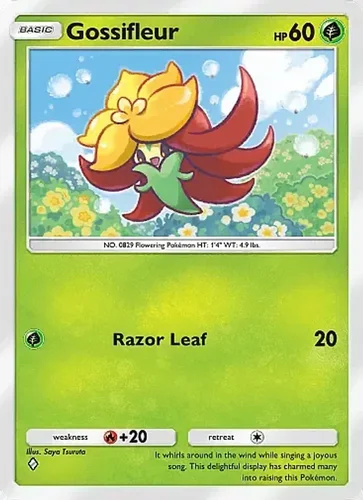 BASIC Gossifleur HP 60
NO. 0829 Flowering Pokémon HT: 1'4" WT: 4.9 lbs.
Razor Leaf 20
weakness +20 retreat
Illus. Saya Tsuruta
It whirls around in the wind while singing a joyous
song. This delightful display has charmed many
into raising this Pokémon.